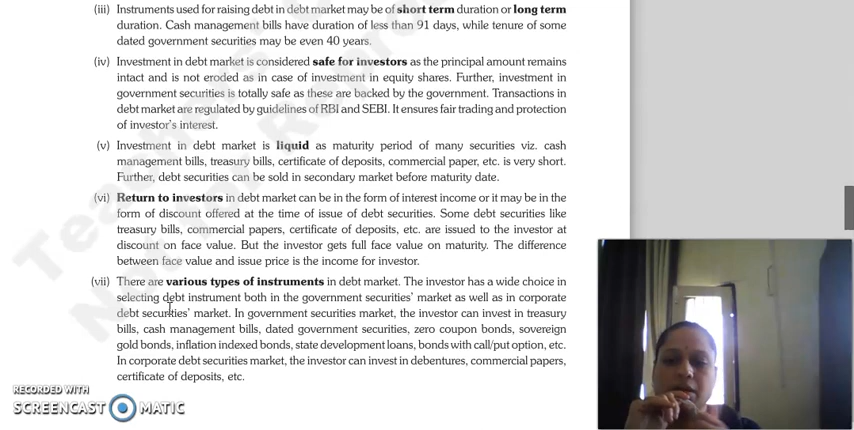 (iii) Instruments used for raising debt in debt market may be of short term duration or long term
duration. Cash management bills have duration of less than 91 days, while tenure of some
dated government securities may be even 40 years.
(iv) Investment in debt market is considered safe for investors as the principal amount remains
intact and is not eroded as in case of investment in equity shares. Further, investment in
government securities is totally safe as these are backed by the government. Transactions in
debt market are regulated by guidelines of RBI and SEBI. It ensures fair trading and protection
of investor's interest.
(v) Investment in debt market is liquid as maturity period of many securities viz. cash
management bills, treasury bills, certificate of deposits, commercial paper, etc. is very short.
Further, debt securities can be sold in secondary market before maturity date.
(vi) Return to investors in debt market can be in the form of interest income or it may be in the
form of discount offered at the time of issue of debt securities. Some debt securities like
treasury bills, commercial papers, certificate of deposits, etc. are issued to the investor at
discount on face value. But the investor gets full face value on maturity. The difference
between face value and issue price is the income for investor.
(vii) There are various types of instruments in debt market. The investor has a wide choice in
selecting debt instrument both in the government securities' market as well as in corporate
debt securities' market. In government securities market, the investor can invest in treasury
bills, cash management bills, dated government securities, zero coupon bonds, sovereign
gold bonds, inflation indexed bonds, state development loans, bonds with call/put option, etc.
In corporate debt securities market, the investor can invest in debentures, commercial papers,
certificate of deposits, etc.
RECORDED WITH
SCREENCAST MATIC